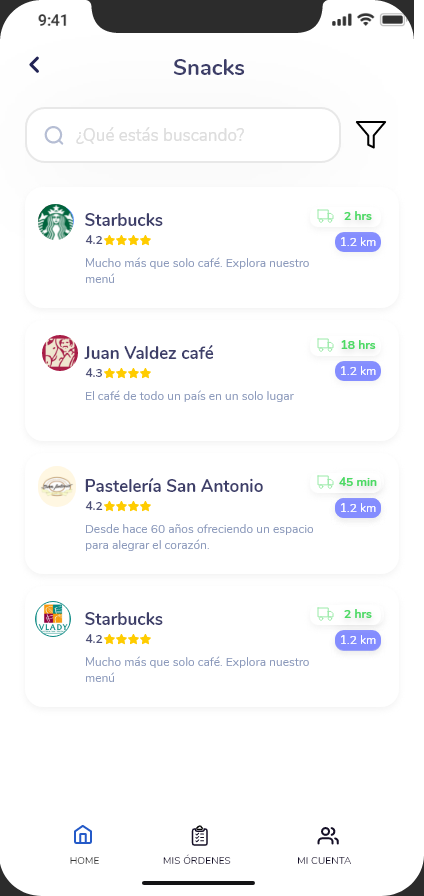 9:41
Snacks
¿Qué estás buscando?
Starbucks
2 hrs
4.2
1.2 km
Mucho más que solo café. Explora nuestro
menú
Juan Valdez café
18 hrs
4.3
1.2 km
El café de todo un país en un solo lugar
Pastelería San Antonio
45 min
4.2
1.2 km
Desde hace 60 años ofreciendo un espacio
para alegrar el corazón.
VLADY
Starbucks
2 hrs
4.2
1.2 km
Mucho más que solo café. Explora nuestro
menú
HOME
MIS ÓRDENES
MI CUENTA